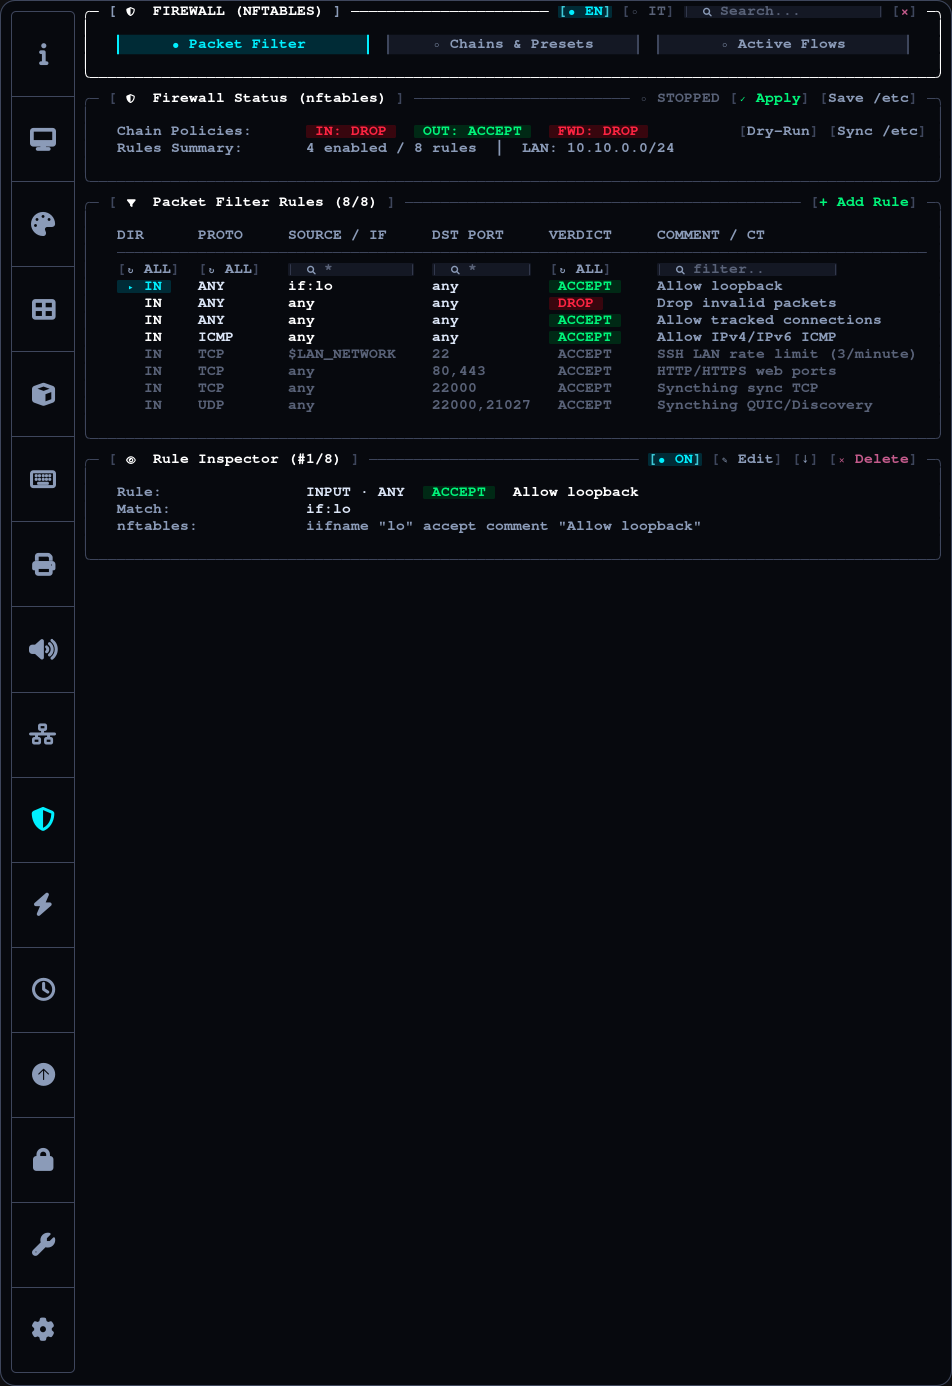 [ FIREWALL (NFTABLES) ] [● EN] [○ IT] Search... [×]
● Packet Filter ○ Chains & Presets ○ Active Flows
[ Firewall Status (nftables) ] ○ STOPPED [✓ Apply] [Save /etc]
Chain Policies: IN: DROP OUT: ACCEPT FWD: DROP [Dry-Run] [Sync /etc]
Rules Summary: 4 enabled / 8 rules | LAN: 10.10.0.0/24
[ Packet Filter Rules (8/8) ] [+ Add Rule]
DIR PROTO SOURCE / IF DST PORT VERDICT COMMENT / CT
[↻ ALL] [↻ ALL] * * [↻ ALL] filter..
▸ IN ANY if:lo any ACCEPT Allow loopback
IN ANY any any DROP Drop invalid packets
IN ANY any any ACCEPT Allow tracked connections
IN ICMP any any ACCEPT Allow IPv4/IPv6 ICMP
IN TCP $LAN_NETWORK 22 ACCEPT SSH LAN rate limit (3/minute)
IN TCP any 80,443 ACCEPT HTTP/HTTPS web ports
IN TCP any 22000 ACCEPT Syncthing sync TCP
IN UDP any 22000,21027 ACCEPT Syncthing QUIC/Discovery
[ Rule Inspector (#1/8) ] [● ON] [✎ Edit] [↓] [× Delete]
Rule: INPUT · ANY ACCEPT Allow loopback
Match: if:lo
nftables: iifname "lo" accept comment "Allow loopback"